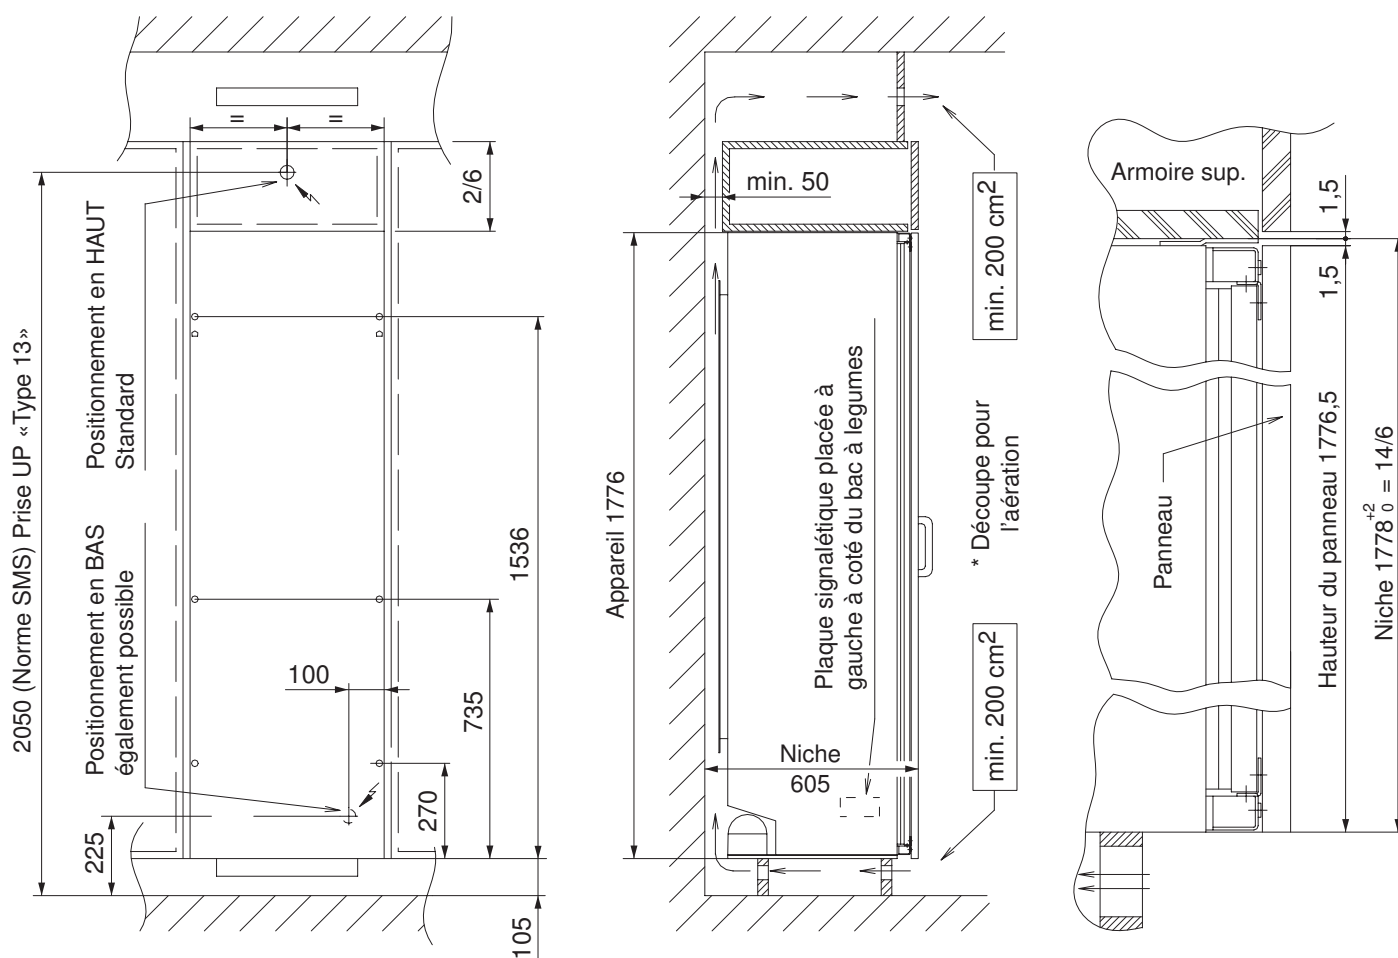 =
=
2/6
2050 (Norme SMS) Prise UP «Type 13»
Positionnement en HAUT
Standard
Positionnement en BAS
également possible
100
1536
735
270
225
105
min. 50
Appareil 1776
Plaque signalétique placée à
gauche à coté du bac à legumes
Niche
605
min. 200 cm²
* Découpe pour
l'aération
min. 200 cm²
Armoire sup.
1,5
1,5
Panneau
Hauteur du panneau 1776,5
Niche 1778 +2 0 = 14/6